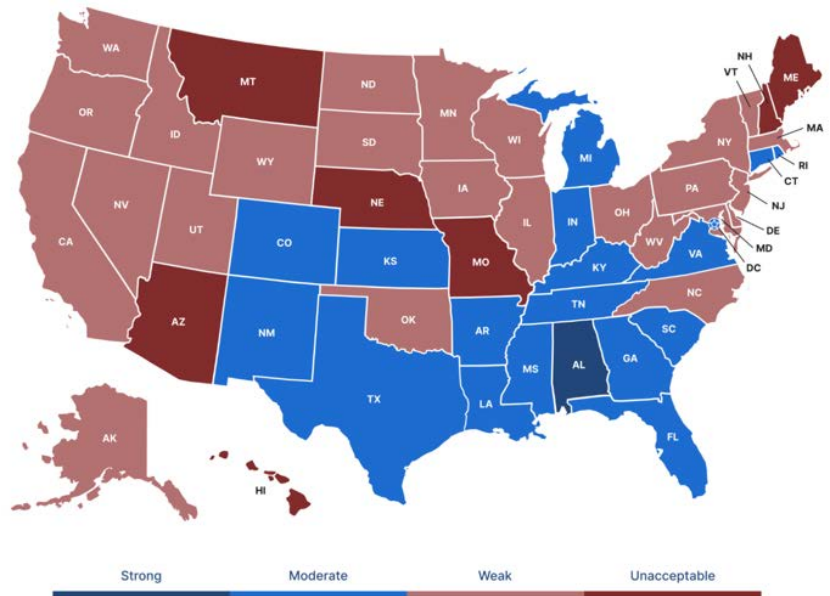 WA
MT
ND
MN
OR
ID
SD
WI
WY
MI
NH
VT
ME
NY
MA
RI
CT
IA
NE
PA
NJ
NV
UT
IL
IN
OH
DE
MD
DC
CA
CO
KS
MO
WV
VA
KY
AZ
NM
OK
AR
TN
NC
TX
LA
MS
AL
GA
SC
FL
AK
HI
Strong Moderate Weak Unacceptable